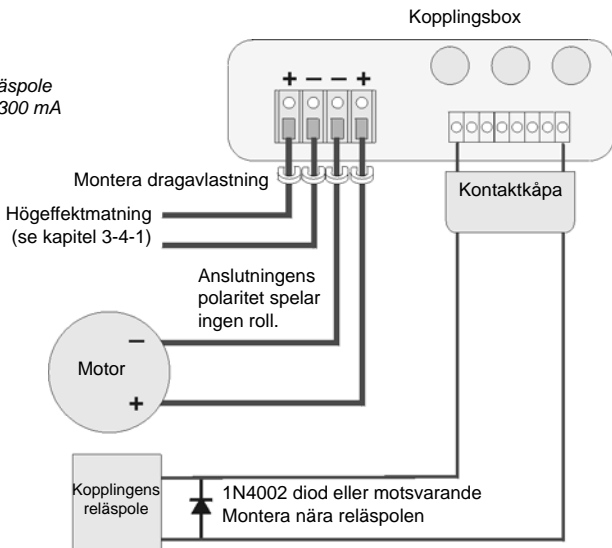 Kopplingsbox
300 mA
+ − − +
Montera dragavlastning
Högeffektmatning
(se kapitel 3-4-1)
Kontaktkåpa
Anslutningens
polaritet spelar
ingen roll.
−
Motor
+
Kopplingens
reläspole
1N4002 diod eller motsvarande
Montera nära reläspolen